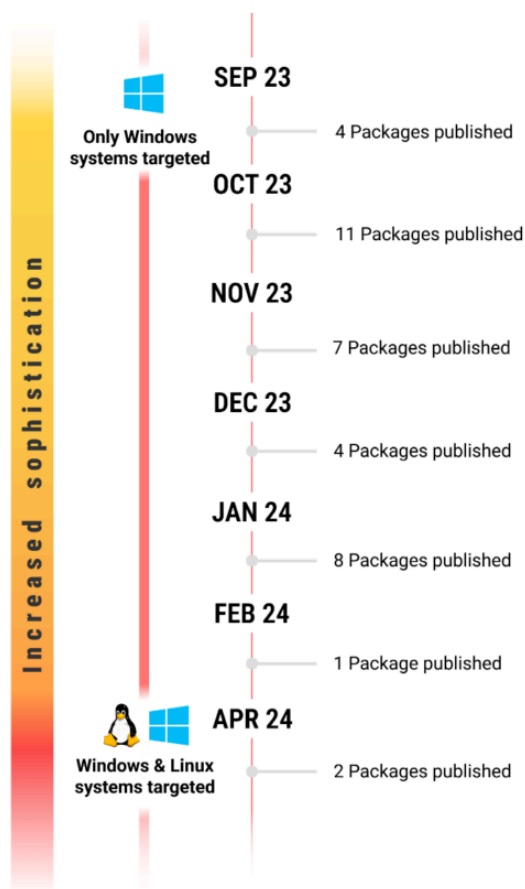 SEP 23
Only Windows
systems targeted
4 Packages published
OCT 23
11 Packages published
NOV 23
7 Packages published
DEC 23
4 Packages published
JAN 24
8 Packages published
FEB 24
1 Package published
APR 24
Windows & Linux
systems targeted
2 Packages published
Increased sophistication